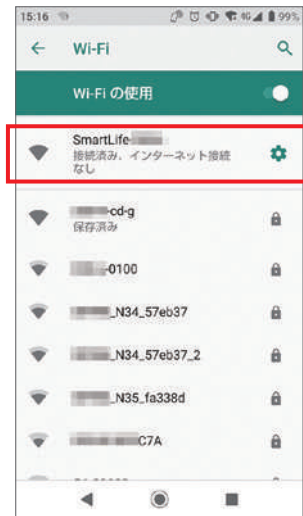 15:16 4G 99%
Wi-Fi
Wi-Fi の使用
SmartLife-
接続済み、インターネット接続
なし
-cd-g
保存済み
-0100
_N34_57eb37
_N34_57eb37_2
_N35_fa338d
C7A